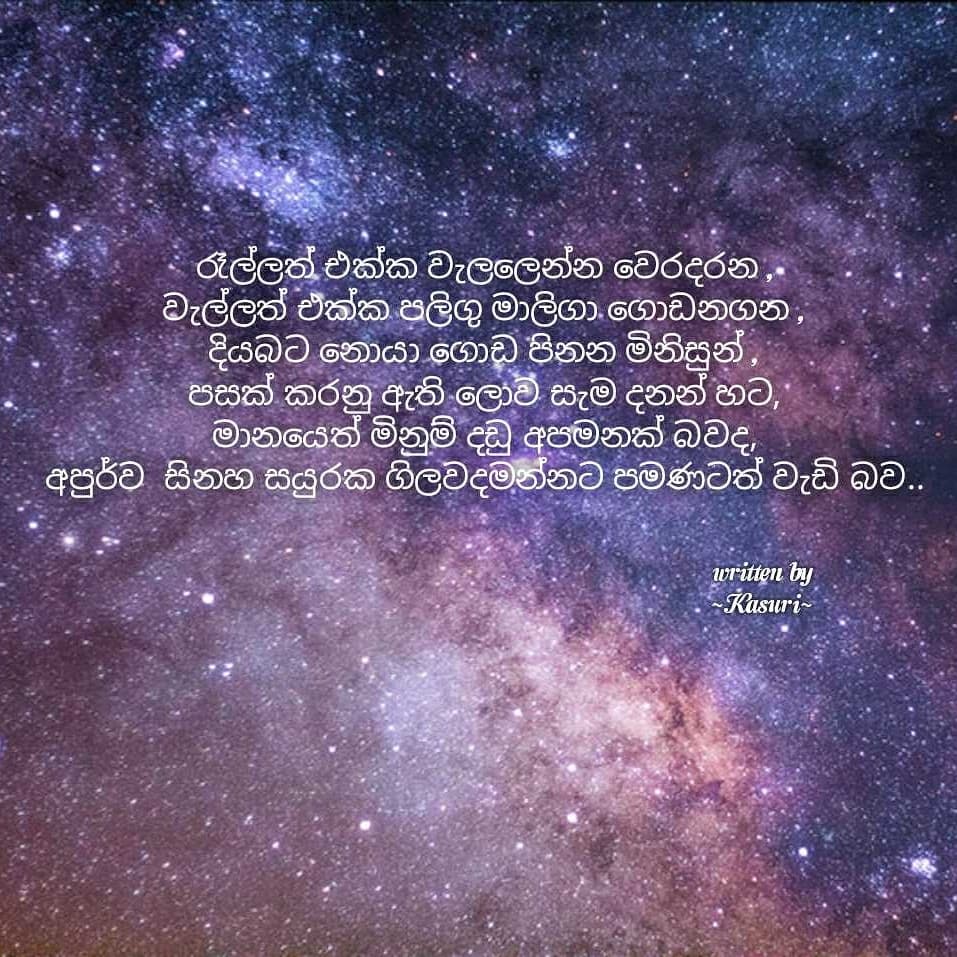 රැල්ලත් එක්ක වැලලෙන්න වෙරදරන ,
වැල්ලත් එක්ක පලිගු මාලිගා ගොඩනගන ,
දියබට නොයා ගොඩ පිනන මිනිසුන් ,
පසක් කරනු ඇති ලොව සැම දනන් හට,
මානයෙත් මිනුම් දඩු අපමනක් බවද,
අපුර්ව සිනහ සයුරක ගිලවදමන්නට පමණටත් වැඩි බව..
written by
~Kasuri~